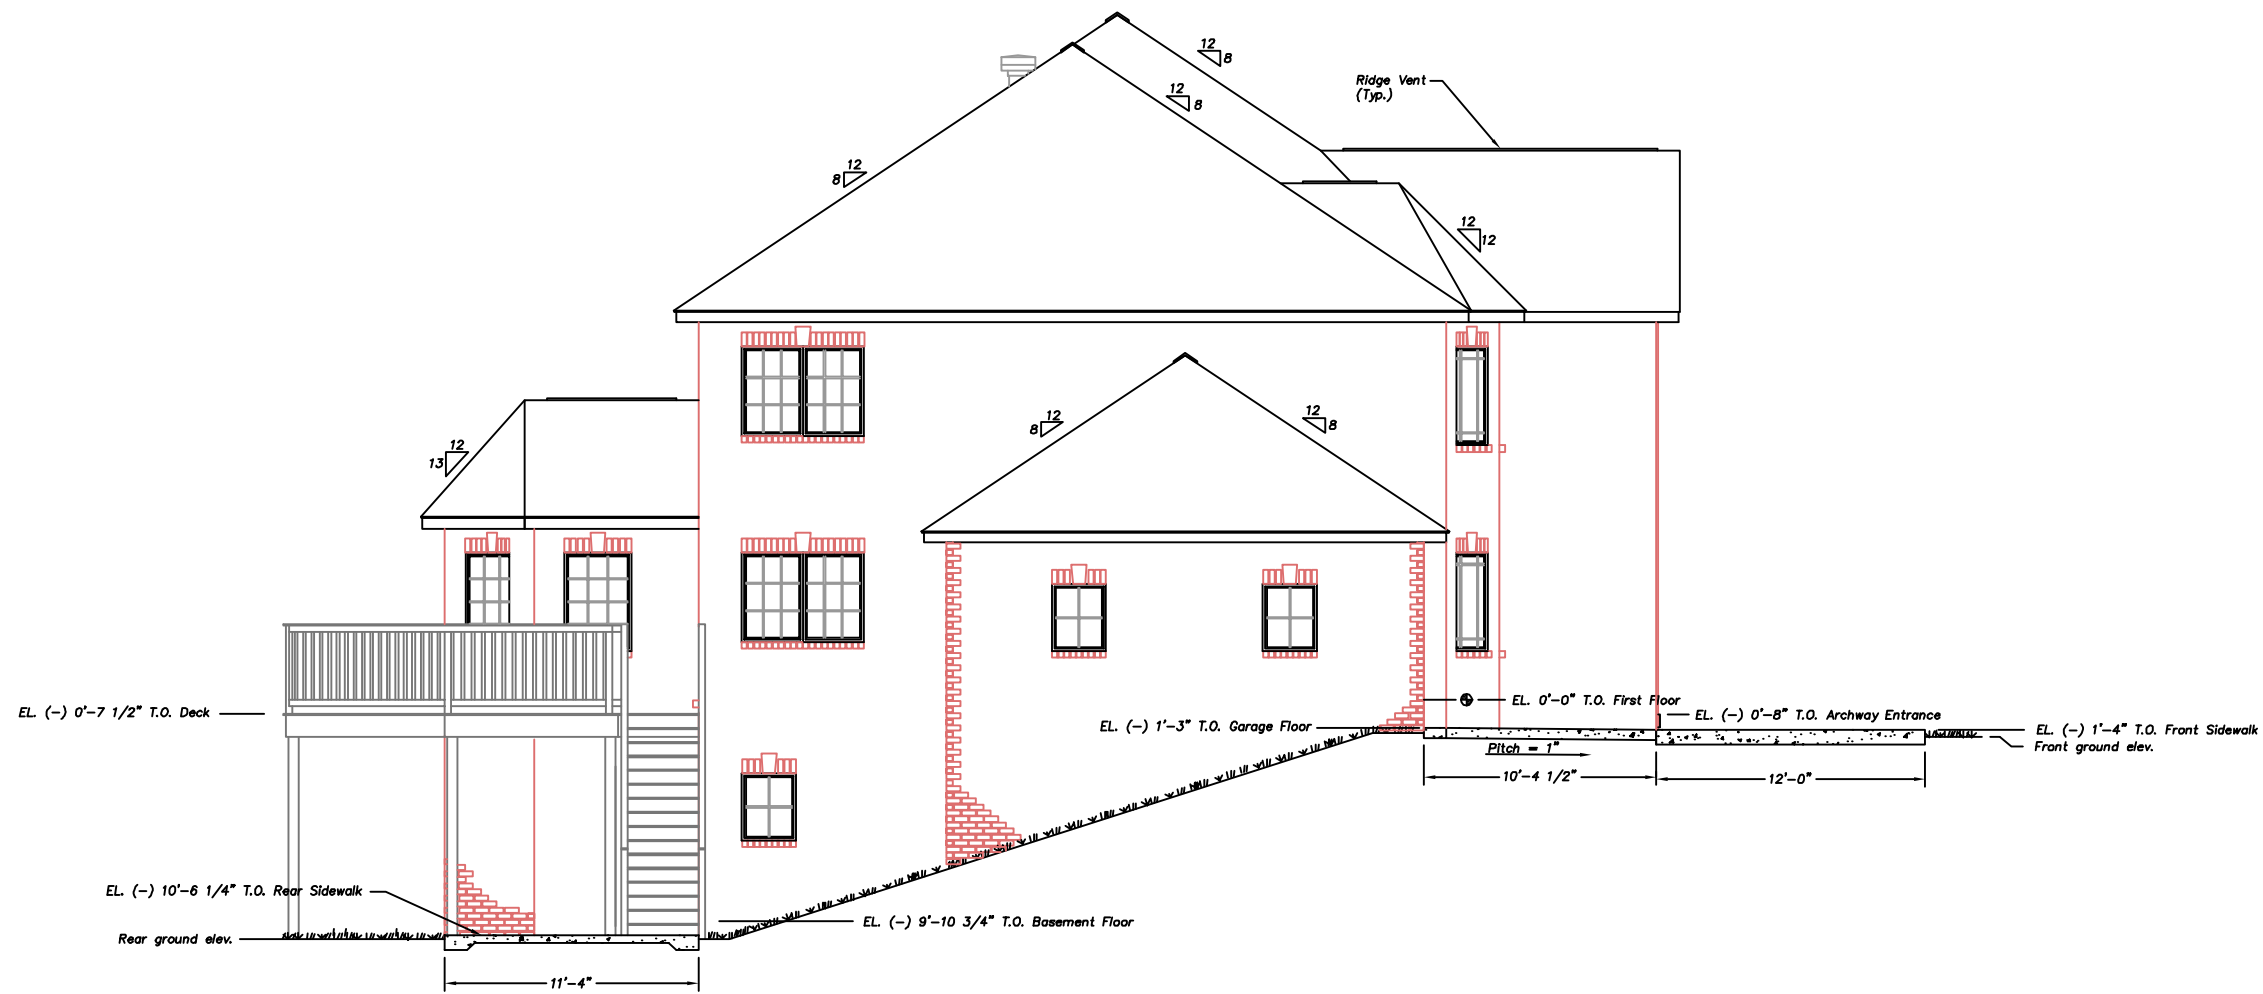 12
8
Ridge Vent
(Typ.)
12
8
12
8
12
12
12
8
12
8
12
13
EL. (-) 0'-0" T.O. First Floor
EL. (-) 0'-7 1/2" T.O. Deck
EL. (-) 0'-8" T.O. Archway Entrance
EL. (-) 1'-3" T.O. Garage Floor
EL. (-) 1'-4" T.O. Front Sidewalk
Front ground elev.
Pitch = 1"
10'-4 1/2"
12'-0"
EL. (-) 10'-6 1/4" T.O. Rear Sidewalk
EL. (-) 9'-10 3/4" T.O. Basement Floor
Rear ground elev.
11'-4"